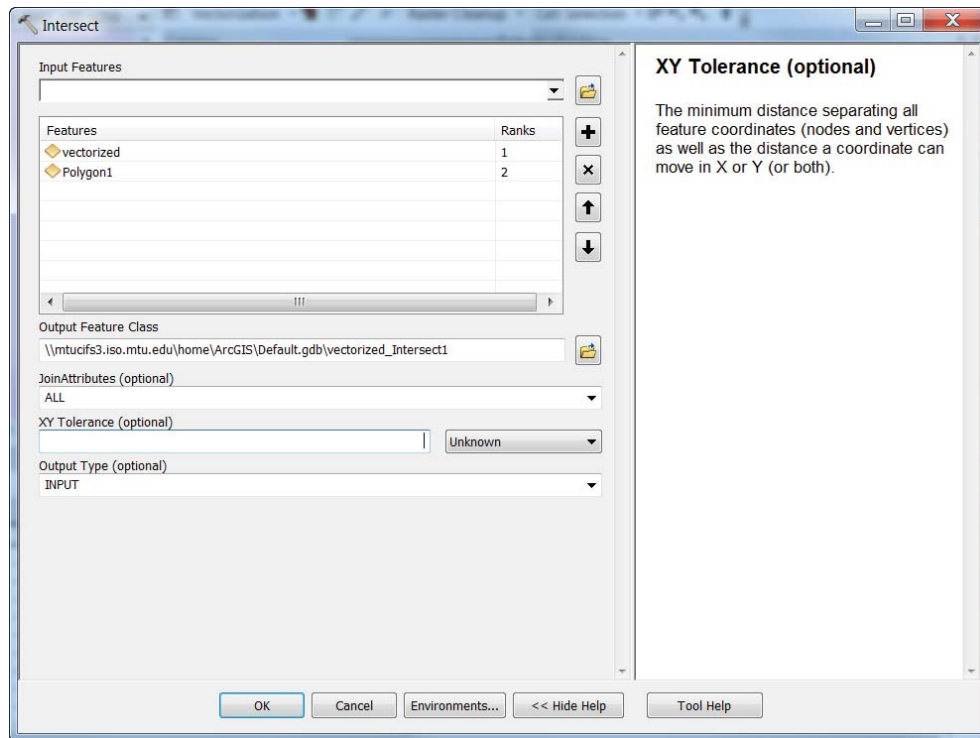 Intersect
Input Features
Features Ranks
vectorized 1
Polygon1 2
Output Feature Class
\\mtucifs3.iso.mtu.edu\home\ArcGIS\Default.gdb\vectorized_Intersect1
JoinAttributes (optional)
ALL
XY Tolerance (optional)
Unknown
Output Type (optional)
INPUT
OK Cancel Environments... << Hide Help Tool Help
XY Tolerance (optional)
The minimum distance separating all
feature coordinates (nodes and vertices)
as well as the distance a coordinate can
move in X or Y (or both).